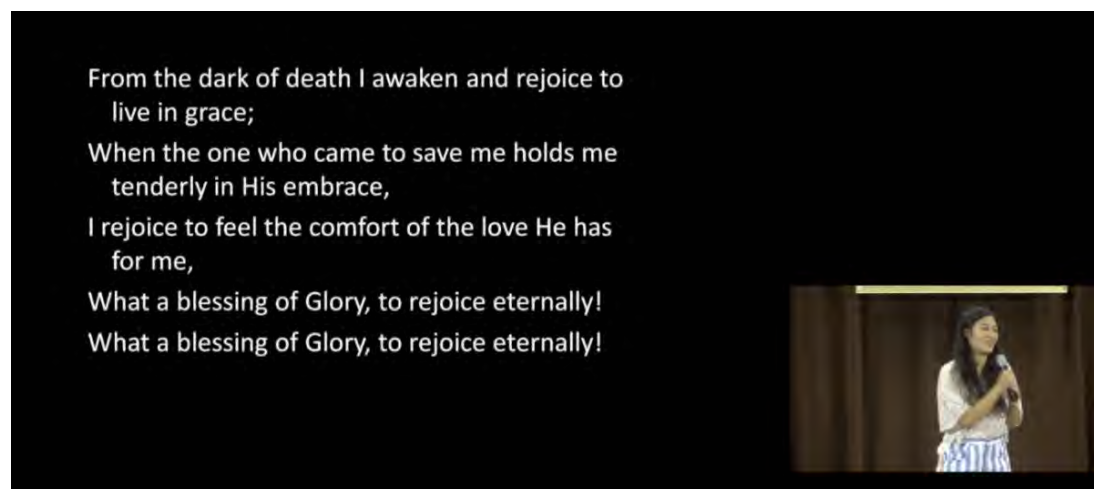 From the dark of death I awaken and rejoice to
live in grace;
When the one who came to save me holds me
tenderly in His embrace,
I rejoice to feel the comfort of the love He has
for me,
What a blessing of Glory, to rejoice eternally!
What a blessing of Glory, to rejoice eternally!